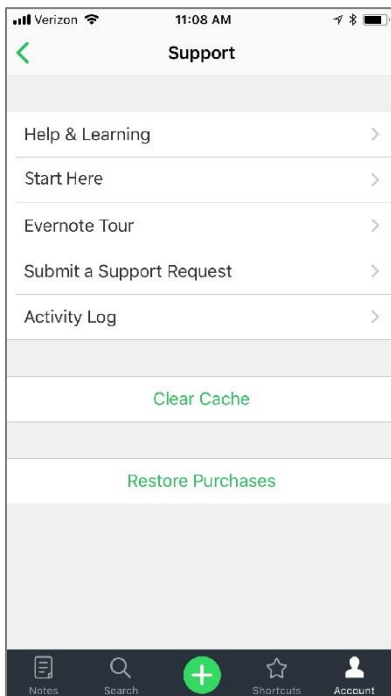 Verizon 11:08 AM
Support
Help & Learning
Start Here
Evernote Tour
Submit a Support Request
Activity Log
Clear Cache
Restore Purchases
Notes Search Shortcuts Account